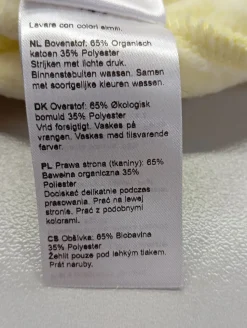 Lavare con colori simm.
NL Bovenstof: 65% Organisch
katoen 35% Polyester
Strijken met lichte druk.
Binnenstebuiten wassen. Samen
met soortgelijke kleuren wassen.
DK Overstof: 65% Økologisk
bomuld 35% Polyester
Vrid forsigtigt. Vaskes på
vrangen. Vaskes med tilsvarende
farver.
PL Prawa strona (tkaniny): 65%
Bawełna organiczna 35%
Poliester
Dociskać delikatnie podczas
prasowania. Prać na lewej
stronie. Prać z podobnymi
kolorami.
CS Obšívka: 65% Biobavlna
35% Polyester
Žehlit pouze pod lehkým tlakem.
Prát naruby.